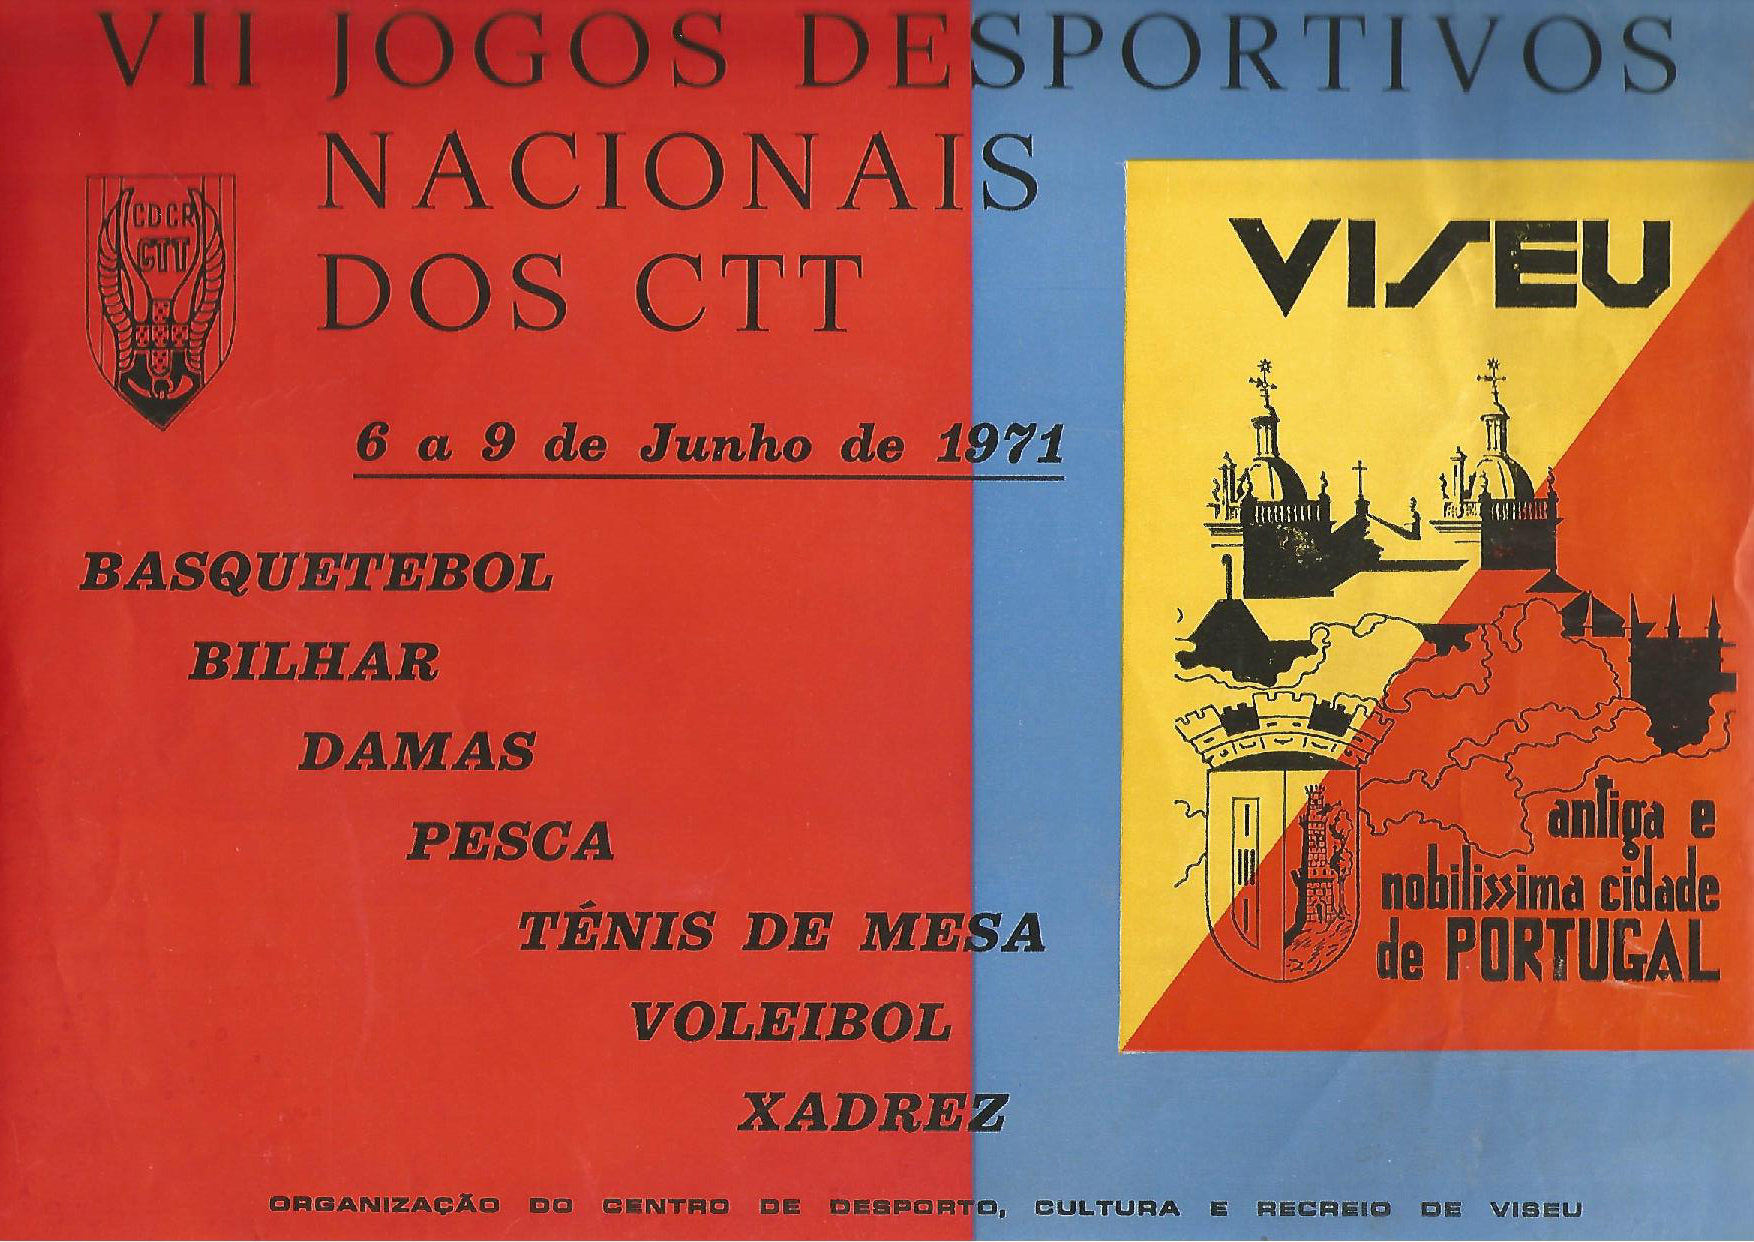 VII JOGOS DESPORTIVOS
NACIONAIS
DOS CTT
CDCR
CTT
6 a 9 de Junho de 1971
BASQUETEBOL
BILHAR
DAMAS
PESCA
TÉNIS DE MESA
VOLEIBOL
XADREZ
VISEU
antiga e
nobilissima cidade
de PORTUGAL
ORGANIZAÇÃO DO CENTRO DE DESPORTO, CULTURA E RECREIO DE VISEU